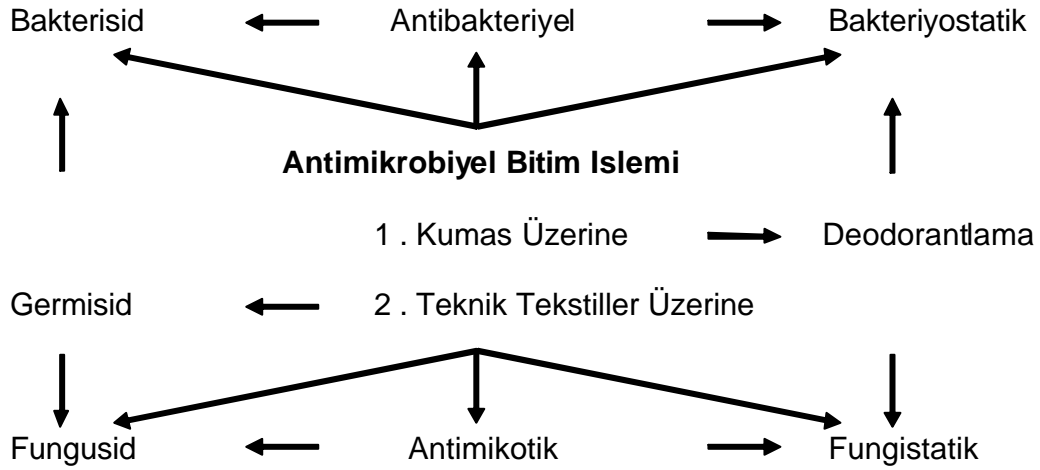 Bakterisid Antibakteriyel Bakteriyostatik
Antimikrobiyel Bitim Islemi
1 . Kumas Üzerine Deodorantlama
Germisid 2 . Teknik Tekstiller Üzerine
Fungusid Antimikotik Fungistatik